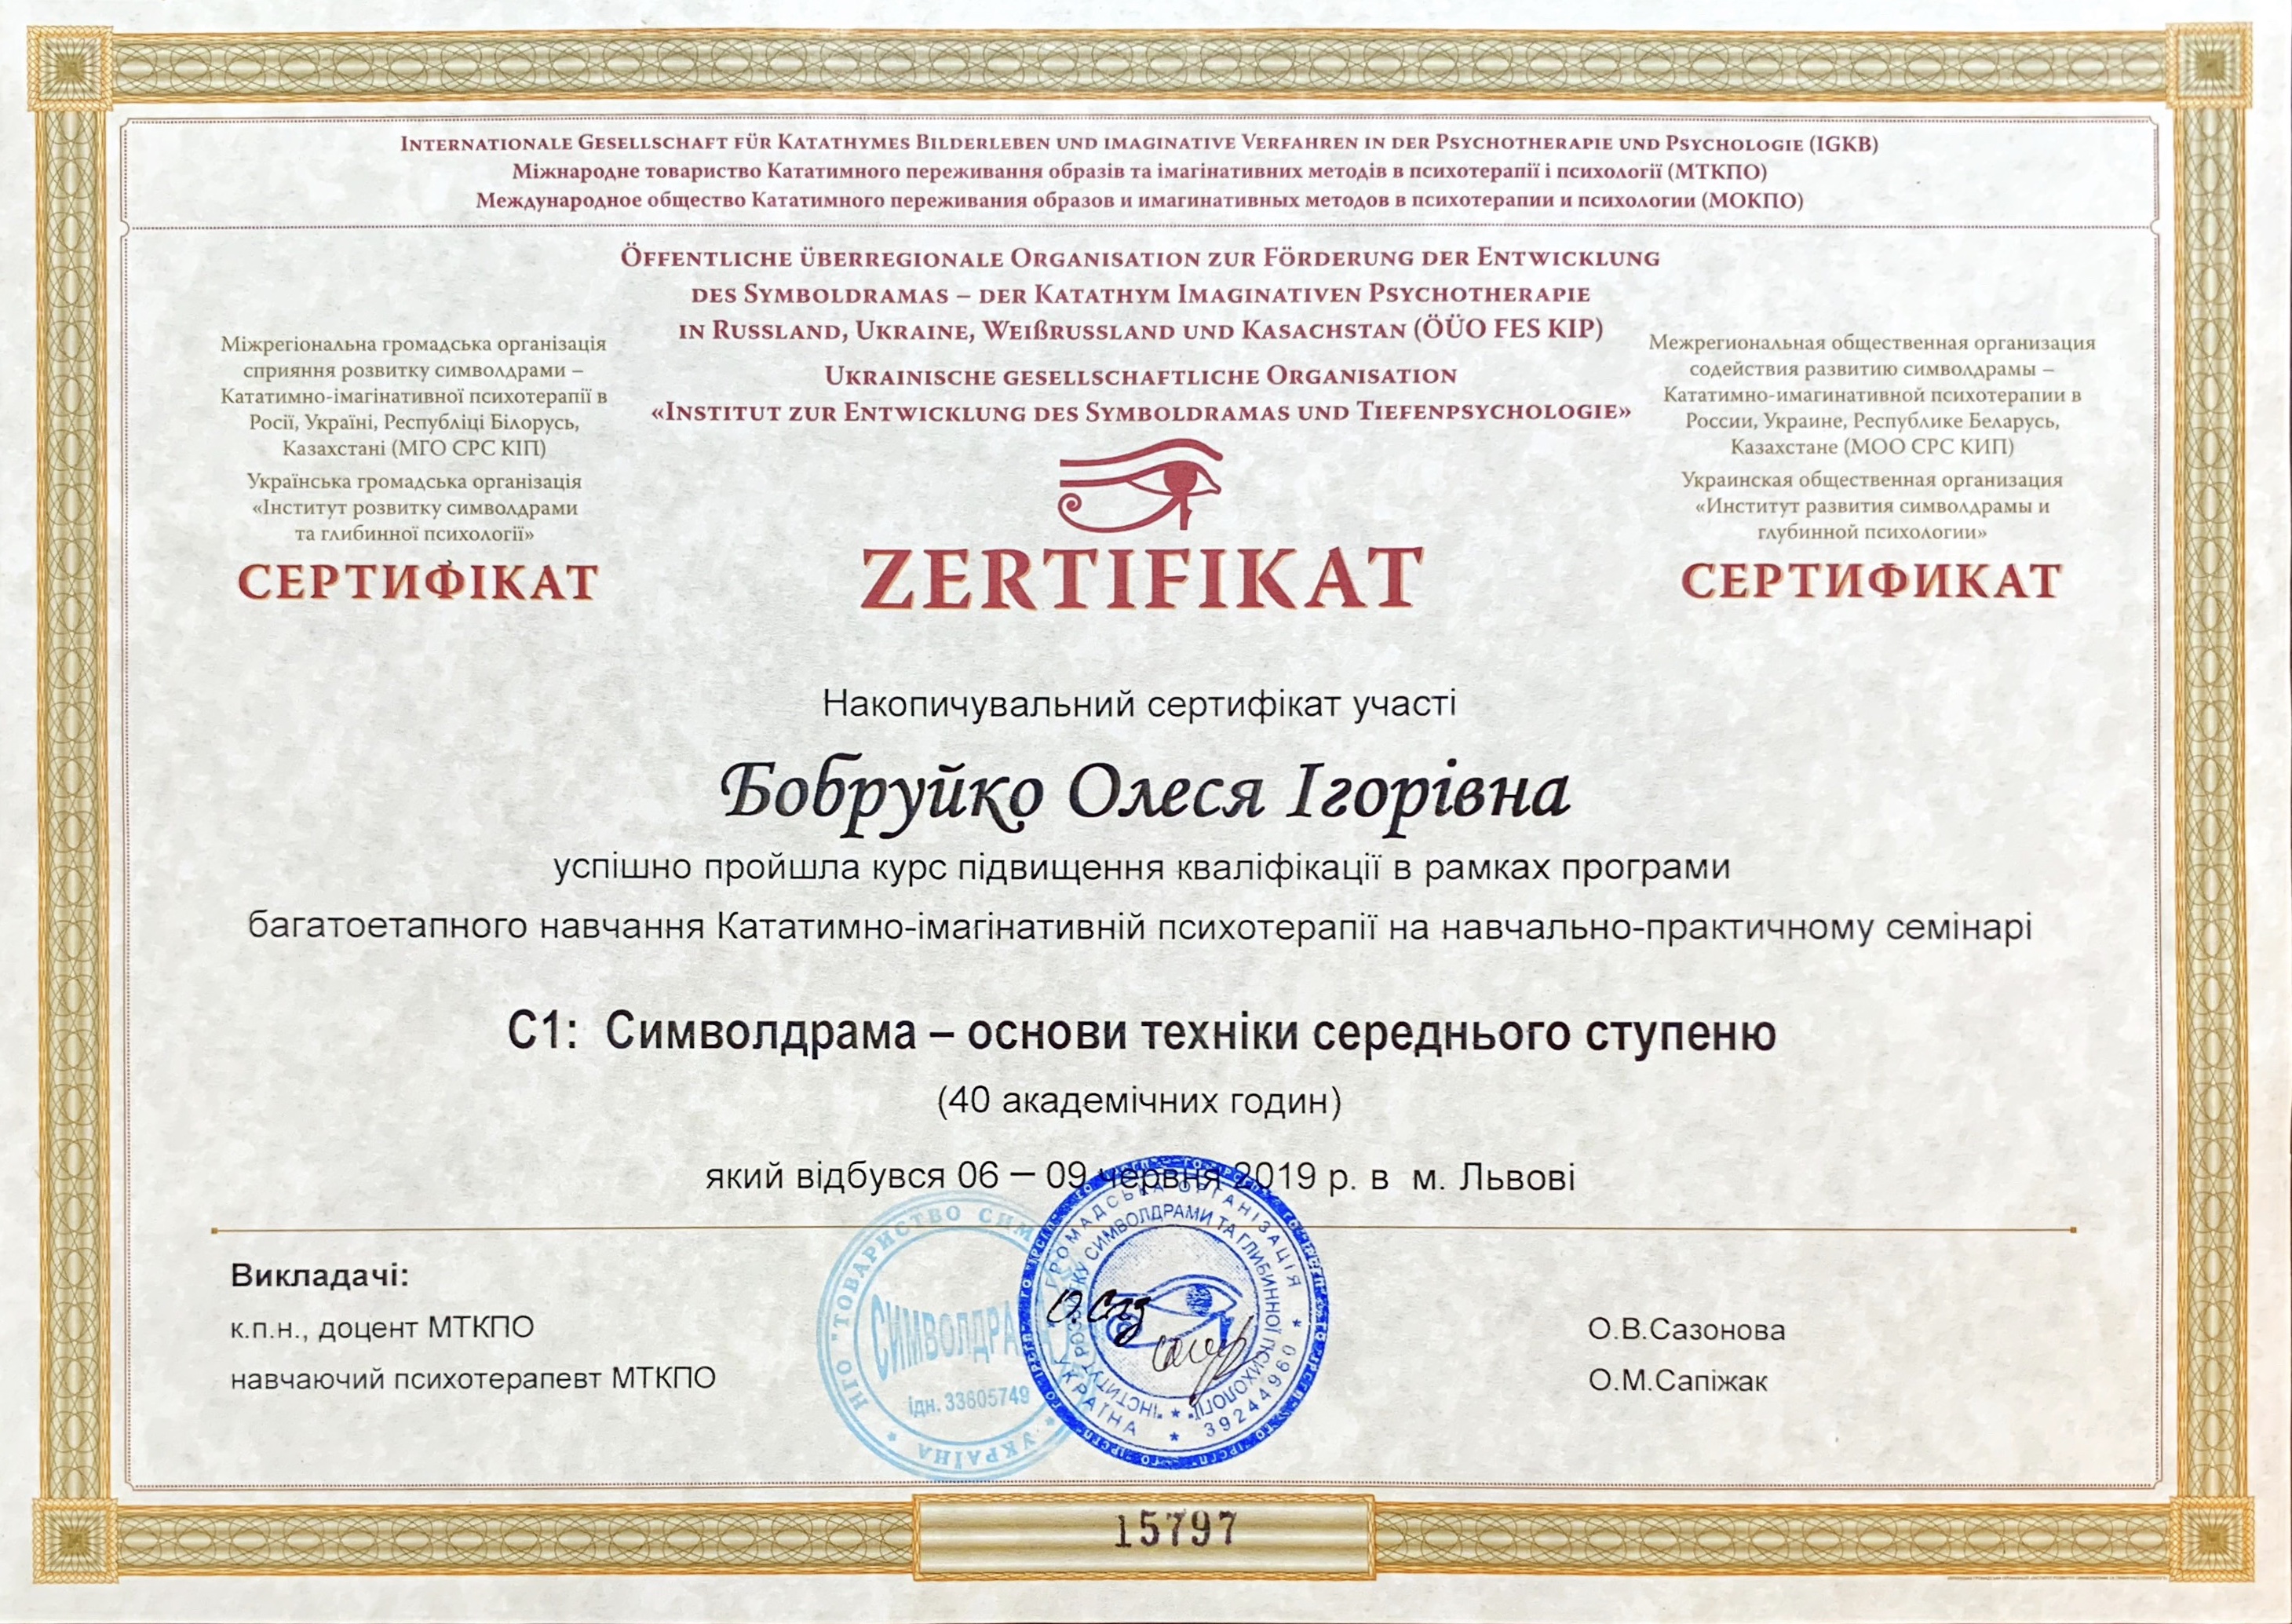 Internationale Gesellschaft für Katathymes Bilderleben und imaginative Verfahren in der Psychotherapie und Psychologie (IGKB)
Міжнародне товариство Кататимного переживання образів та імагінативних методів в психотерапії і психології (МТКПО)
Международное общество Кататимного переживания образов и имагинативных методов в психотерапии и психологии (МОКПО)
Öffentliche überregionale Organisation zur Förderung der Entwicklung
des Symboldramas – der Katathym Imaginativen Psychotherapie
in Russland, Ukraine, Weißrussland und Kasachstan (ÖÜO FES KIP)
Ukrainische gesellschaftliche Organisation
«Institut zur Entwicklung des Symboldramas und Tiefenpsychologie»
Міжрегіональна громадська організація
сприяння розвитку символдрами –
Кататимно-імагінативної психотерапії в
Росії, Україні, Республіці Білорусь,
Казахстані (МГО СРС КІП)
Українська громадська організація
«Інститут розвитку символдрами
та глибинної психології»
СЕРТИФІКАТ
ZERTIFIKAT
Межрегиональная общественная организация
содействия развитию символдрамы –
Кататимно-имагинативной психотерапии в
России, Украине, Республике Беларусь,
Казахстане (МОО СРС КИП)
Украинская общественная организация
«Институт развития символдрамы и
глубинной психологии»
СЕРТИФИКАТ
Накопичувальний сертифікат участі
Бобруйко Олеся Ігорівна
успішно пройшла курс підвищення кваліфікації в рамках програми
багатоетапного навчання Кататимно-імагінативній психотерапії на навчально-практичному семінарі
С1: Символдрама – основи техніки середнього ступеню
(40 академічних годин)
який відбувся 06 – 09 червня 2019 р. в м. Львові
Викладачі:
к.п.н., доцент МТКПО
навчаючий психотерапевт МТКПО
О.В.Сазонова
О.М.Сапіжак
НГО "ТОВАРИСТВО СИМ
СИМВОЛДРА
ідн. 33605749
* УКРАЇНА *
ГРОМАДСЬКА ОРГАНІЗАЦІЯ * 39244960 * УКРАЇНА
ІНСТИТУТ РОЗВИТКУ СИМВОЛДРАМИ ТА ГЛИБИННОЇ ПСИХОЛОГІЇ
15797